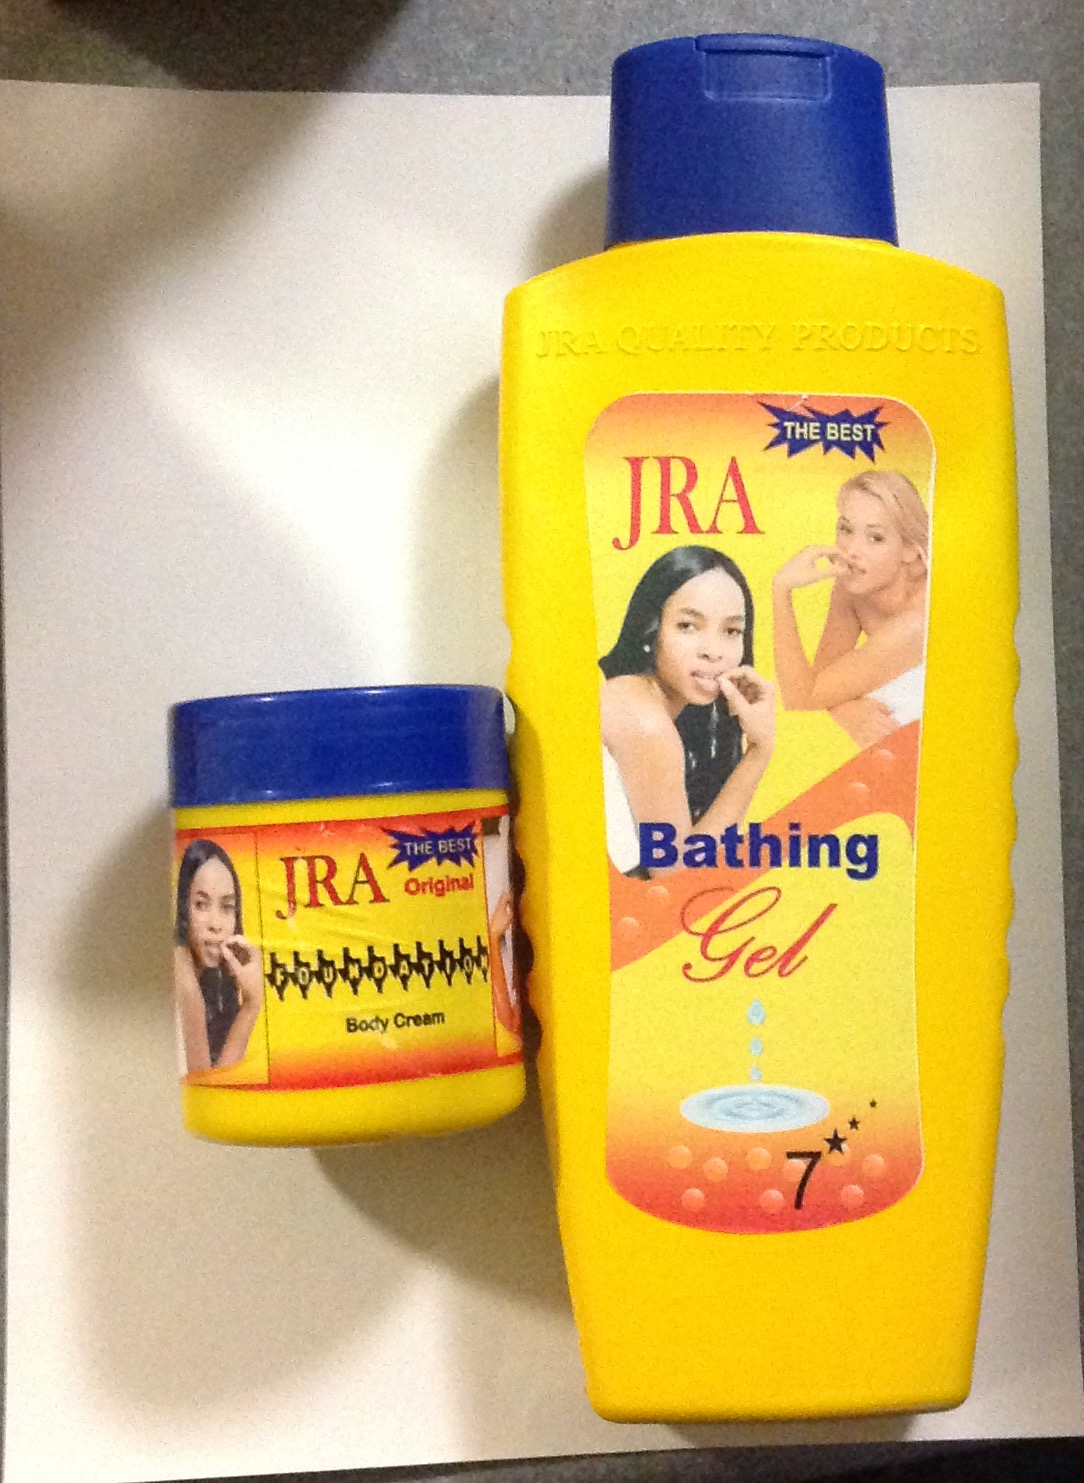 JRA QUALITY PRODUCTS
THE BEST
JRA
Bathing
Gel
7
THE BEST
JRA
Original
FOUNDATION
Body Cream